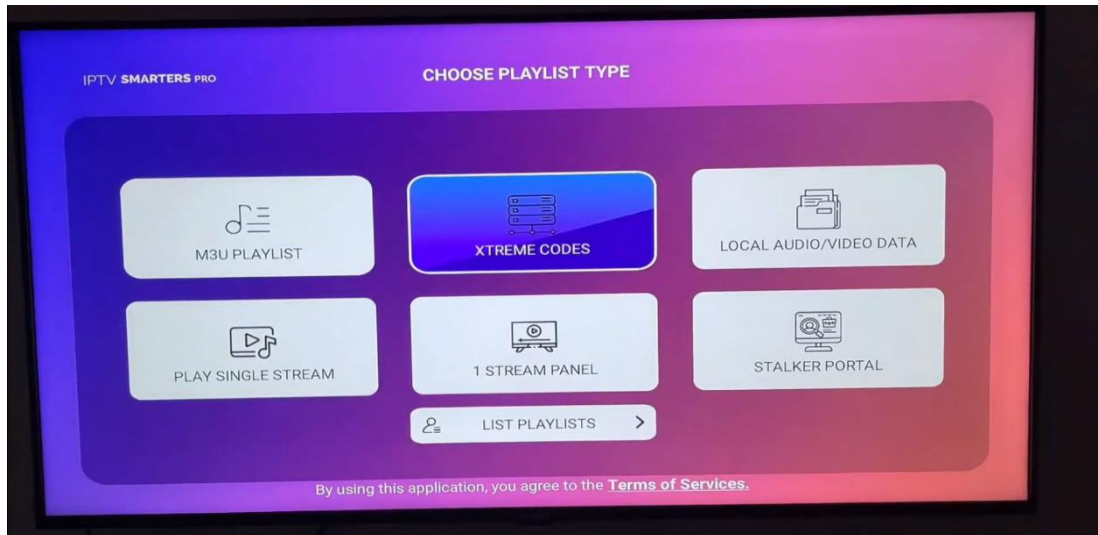 IPTV SMARTERS PRO
CHOOSE PLAYLIST TYPE
M3U PLAYLIST
XTREME CODES
LOCAL AUDIO/VIDEO DATA
PLAY SINGLE STREAM
1 STREAM PANEL
STALKER PORTAL
LIST PLAYLISTS
By using this application, you agree to the Terms of Services.